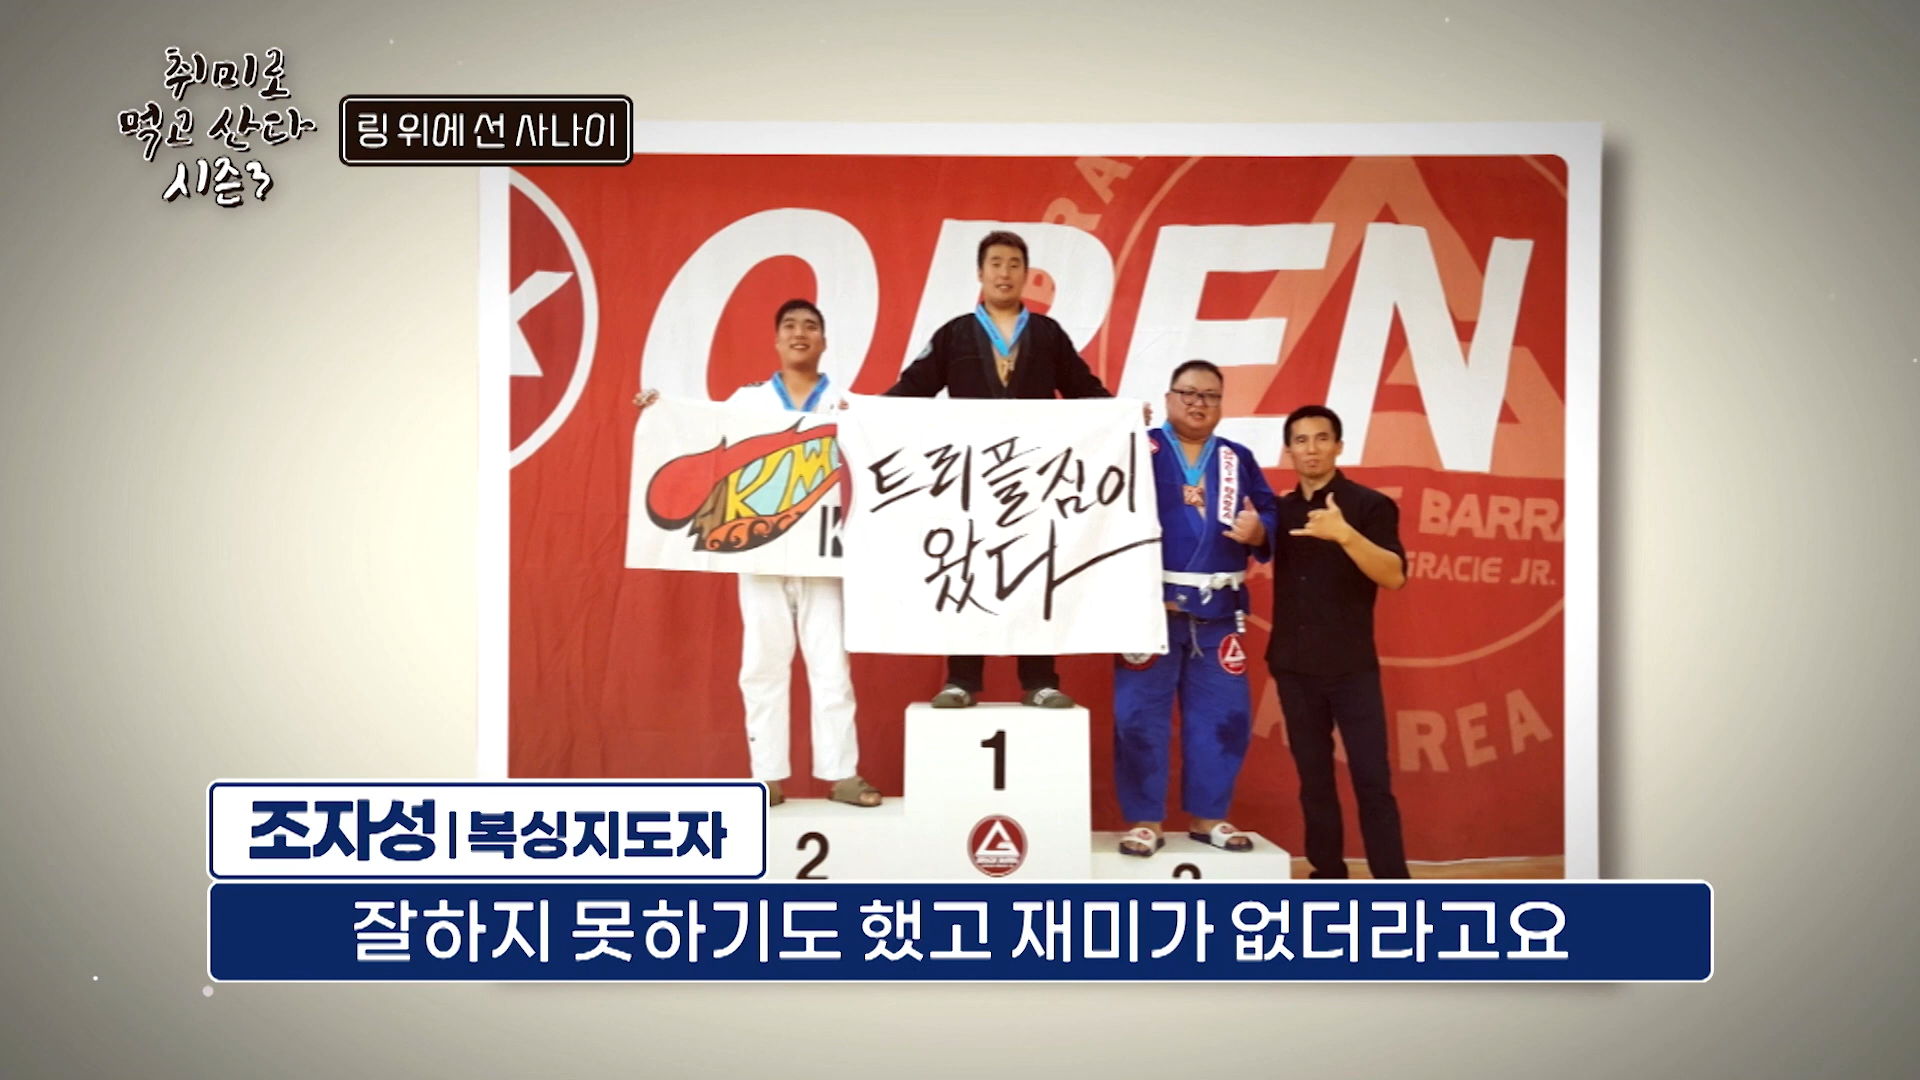 취미로
먹고 산다
시즌3
링 위에 선 사나이
OPEN
BARRA
GRACIE JR.
KOREA
트리플짐이
왔다
1
2
조자성 | 복싱지도자
잘하지 못하기도 했고 재미가 없더라고요